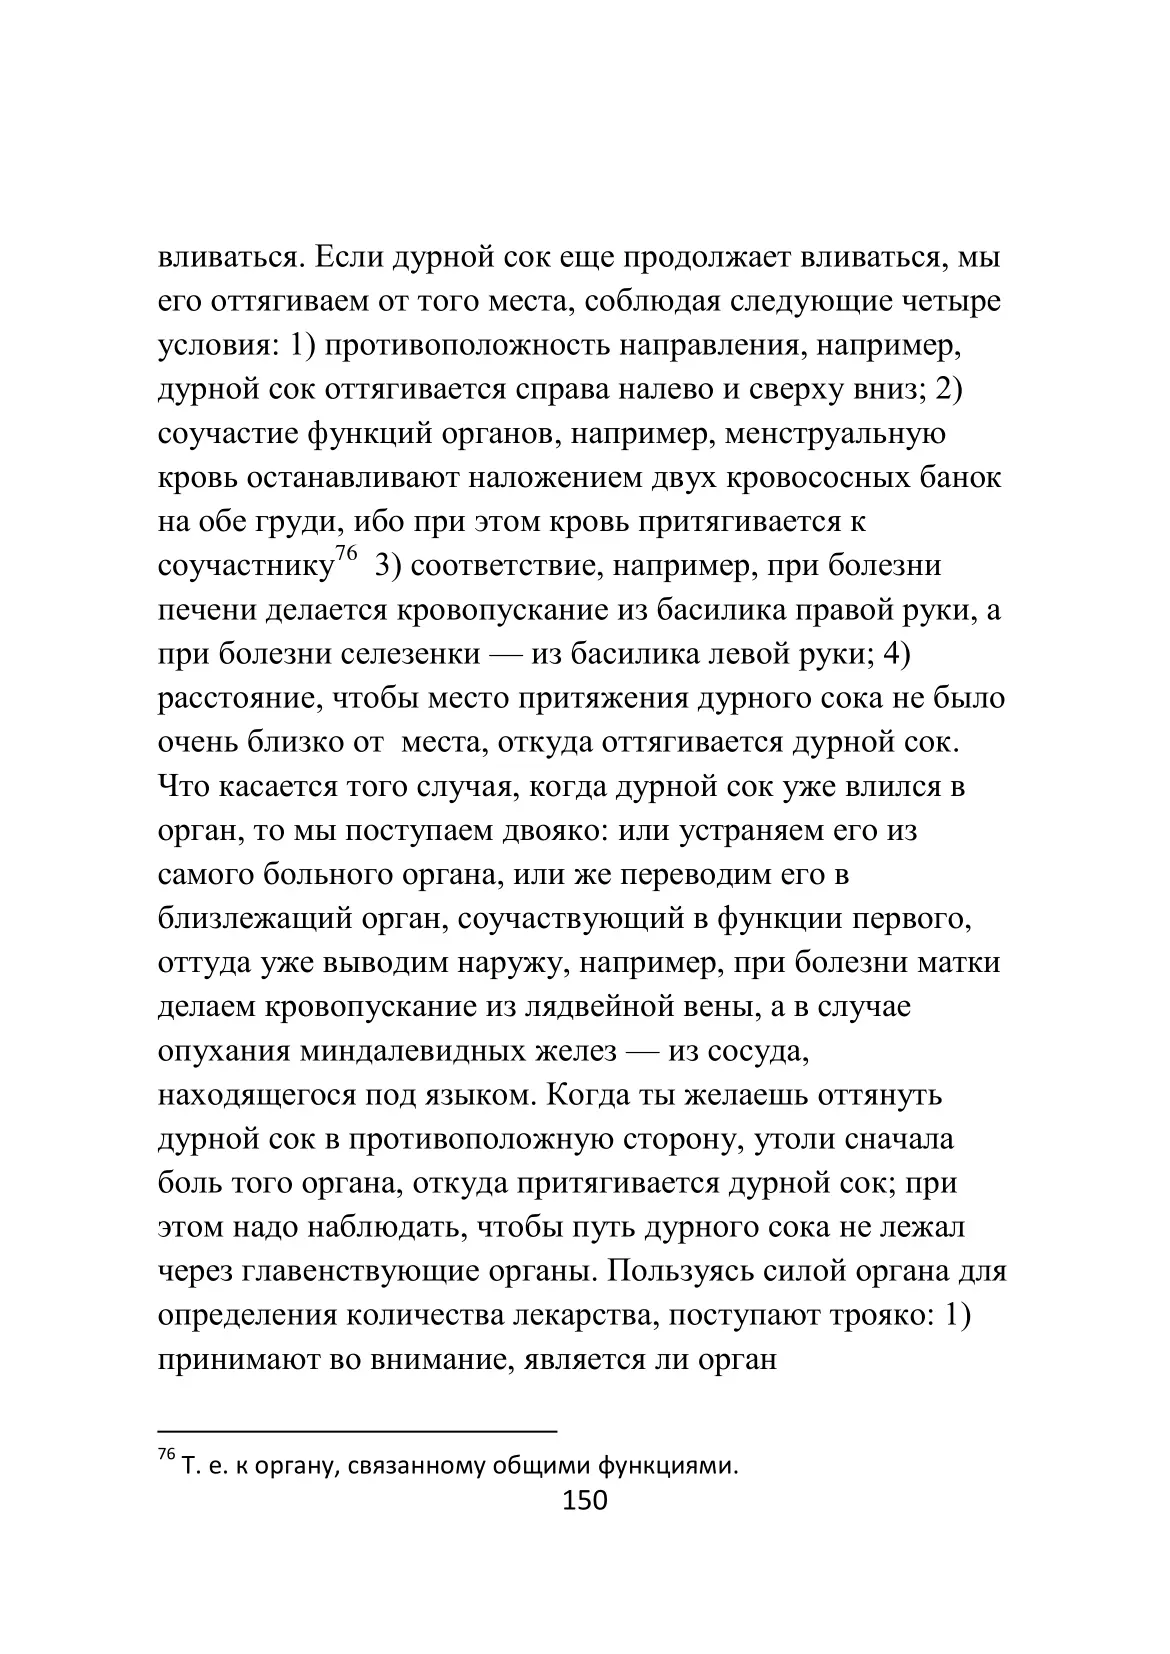 вливаться. Если дурной сок еще продолжает вливаться, мы
его оттягиваем от того места, соблюдая следующие четыре
условия: 1) противоположность направления, например,
дурной сок оттягивается справа налево и сверху вниз; 2)
соучастие функций органов, например, менструальную
кровь останавливают наложением двух кровососных банок
на обе груди, ибо при этом кровь притягивается к
соучастнику76  3) соответствие, например, при болезни
печени делается кровопускание из басилика правой руки, а
при болезни селезенки — из басилика левой руки; 4)
расстояние, чтобы место притяжения дурного сока не было
очень близко от  места, откуда оттягивается дурной сок.
Что касается того случая, когда дурной сок уже влился в
орган, то мы поступаем двояко: или устраняем его из
самого больного органа, или же переводим его в
близлежащий орган, соучаствующий в функции первого,
оттуда уже выводим наружу, например, при болезни матки
делаем кровопускание из лядвейной вены, а в случае
опухания миндалевидных желез — из сосуда,
находящегося под языком. Когда ты желаешь оттянуть
дурной сок в противоположную сторону, утоли сначала
боль того органа, откуда притягивается дурной сок; при
этом надо наблюдать, чтобы путь дурного сока не лежал
через главенствующие органы. Пользуясь силой органа для
определения количества лекарства, поступают трояко: 1)
принимают во внимание, является ли орган
76 Т. е. к органу, связанному общими функциями.
150